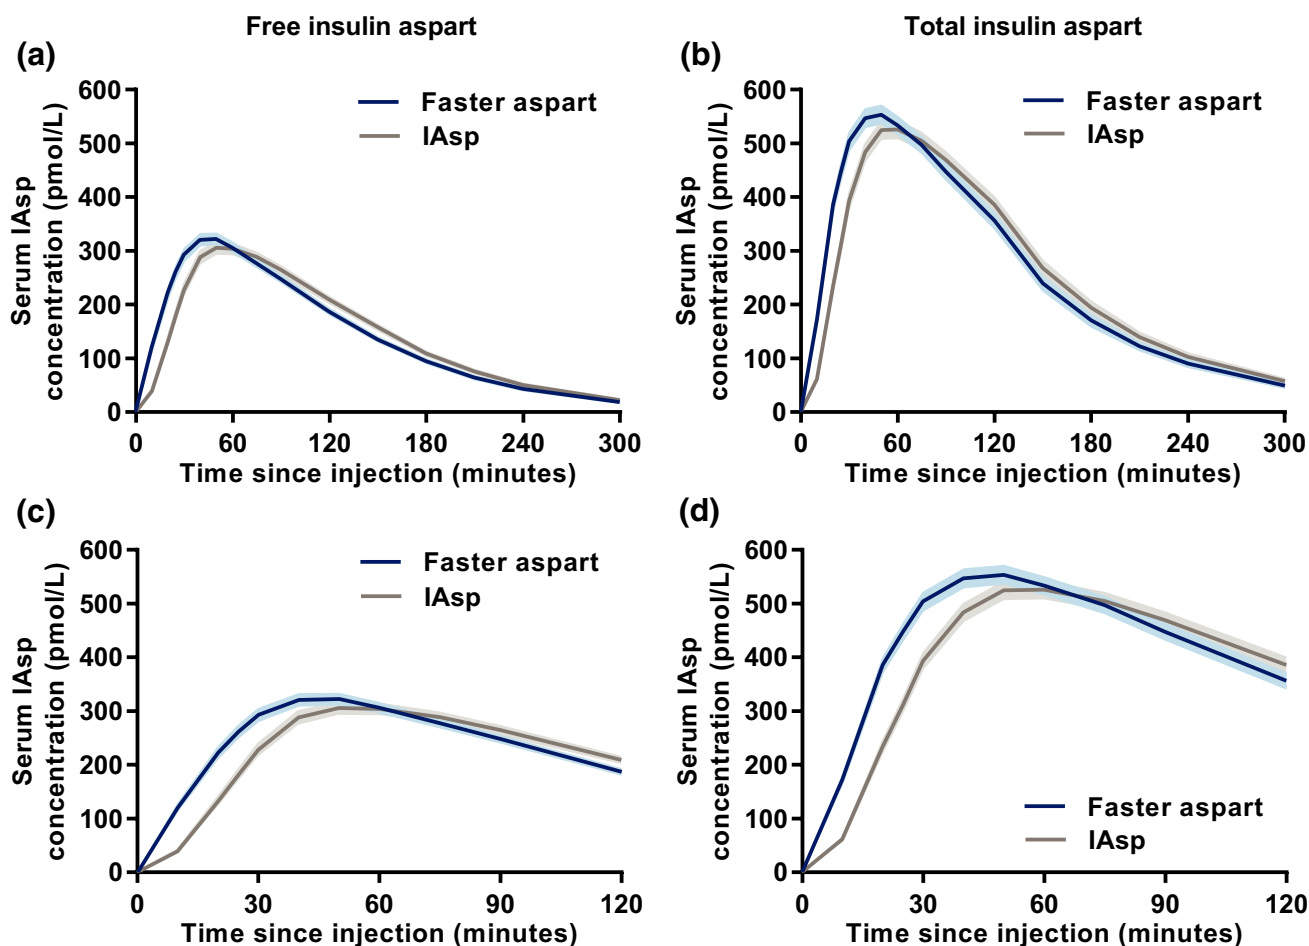 Free insulin aspart
(a)
600
500
400
300
200
100
0
Serum IAsp
concentration (pmol/L)
Faster aspart
IAsp
0 60 120 180 240 300
Time since injection (minutes)
Total insulin aspart
(b)
600
500
400
300
200
100
0
Serum IAsp
concentration (pmol/L)
Faster aspart
IAsp
0 60 120 180 240 300
Time since injection (minutes)
(c)
600
500
400
300
200
100
0
Serum IAsp
concentration (pmol/L)
Faster aspart
IAsp
0 30 60 90 120
Time since injection (minutes)
(d)
600
500
400
300
200
100
0
Serum IAsp
concentration (pmol/L)
Faster aspart
IAsp
0 30 60 90 120
Time since injection (minutes)